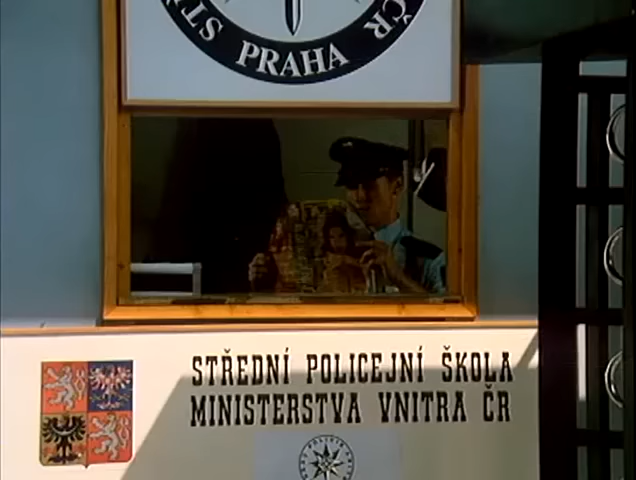 PRAHA
ČR
STŘEDNÍ POLICEJNÍ ŠKOLA
MINISTERSTVA VNITRA ČR